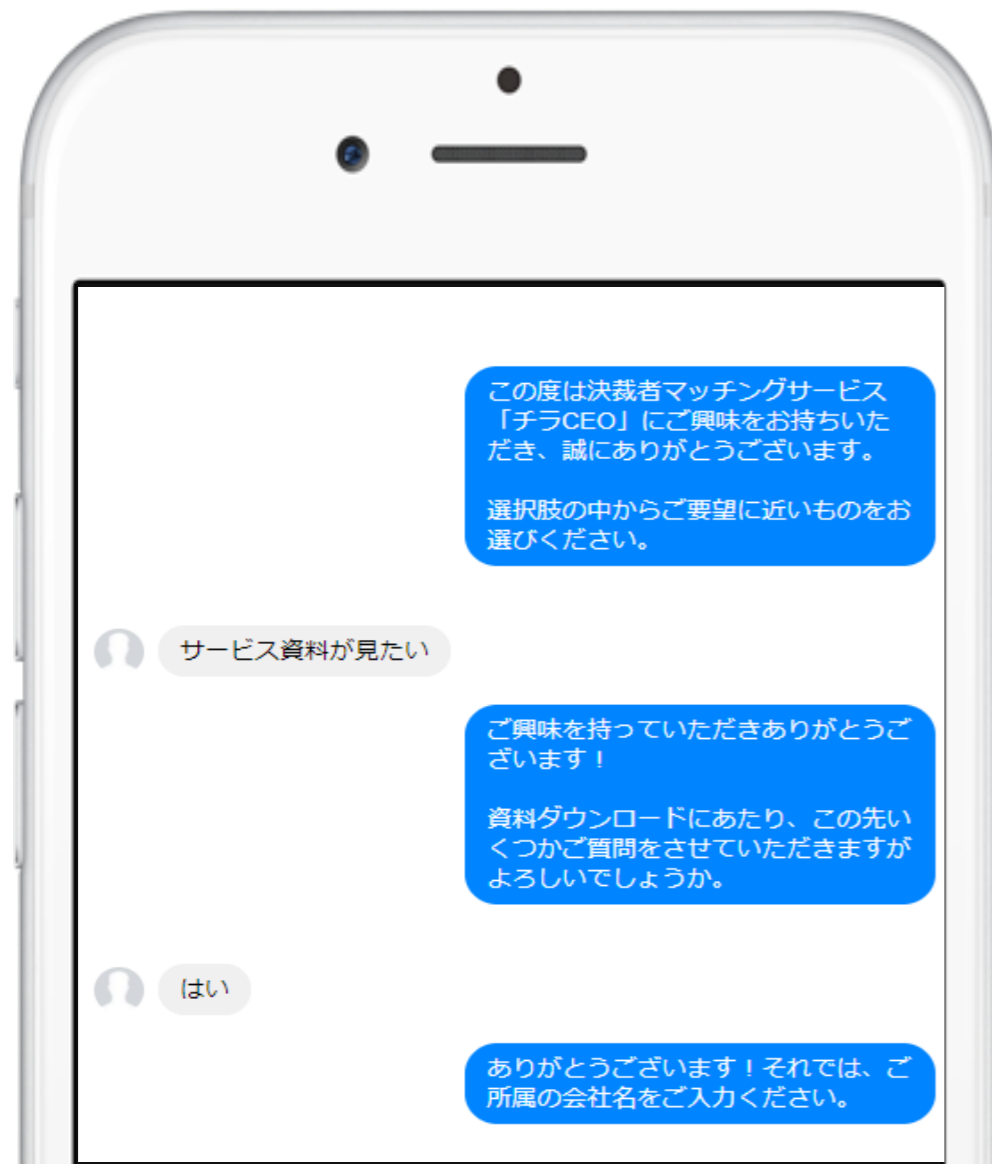 この度は決裁者マッチングサービス
「チラCEO」にご興味をお持ちいた
だき、誠にありがとうございます。
選択肢の中からご要望に近いものをお
選びください。
サービス資料が見たい
ご興味を持っていただきありがとうご
ざいます！
資料ダウンロードにあたり、この先い
くつかご質問をさせていただきますが
よろしいでしょうか。
はい
ありがとうございます！それでは、ご
所属の会社名をご入力ください。